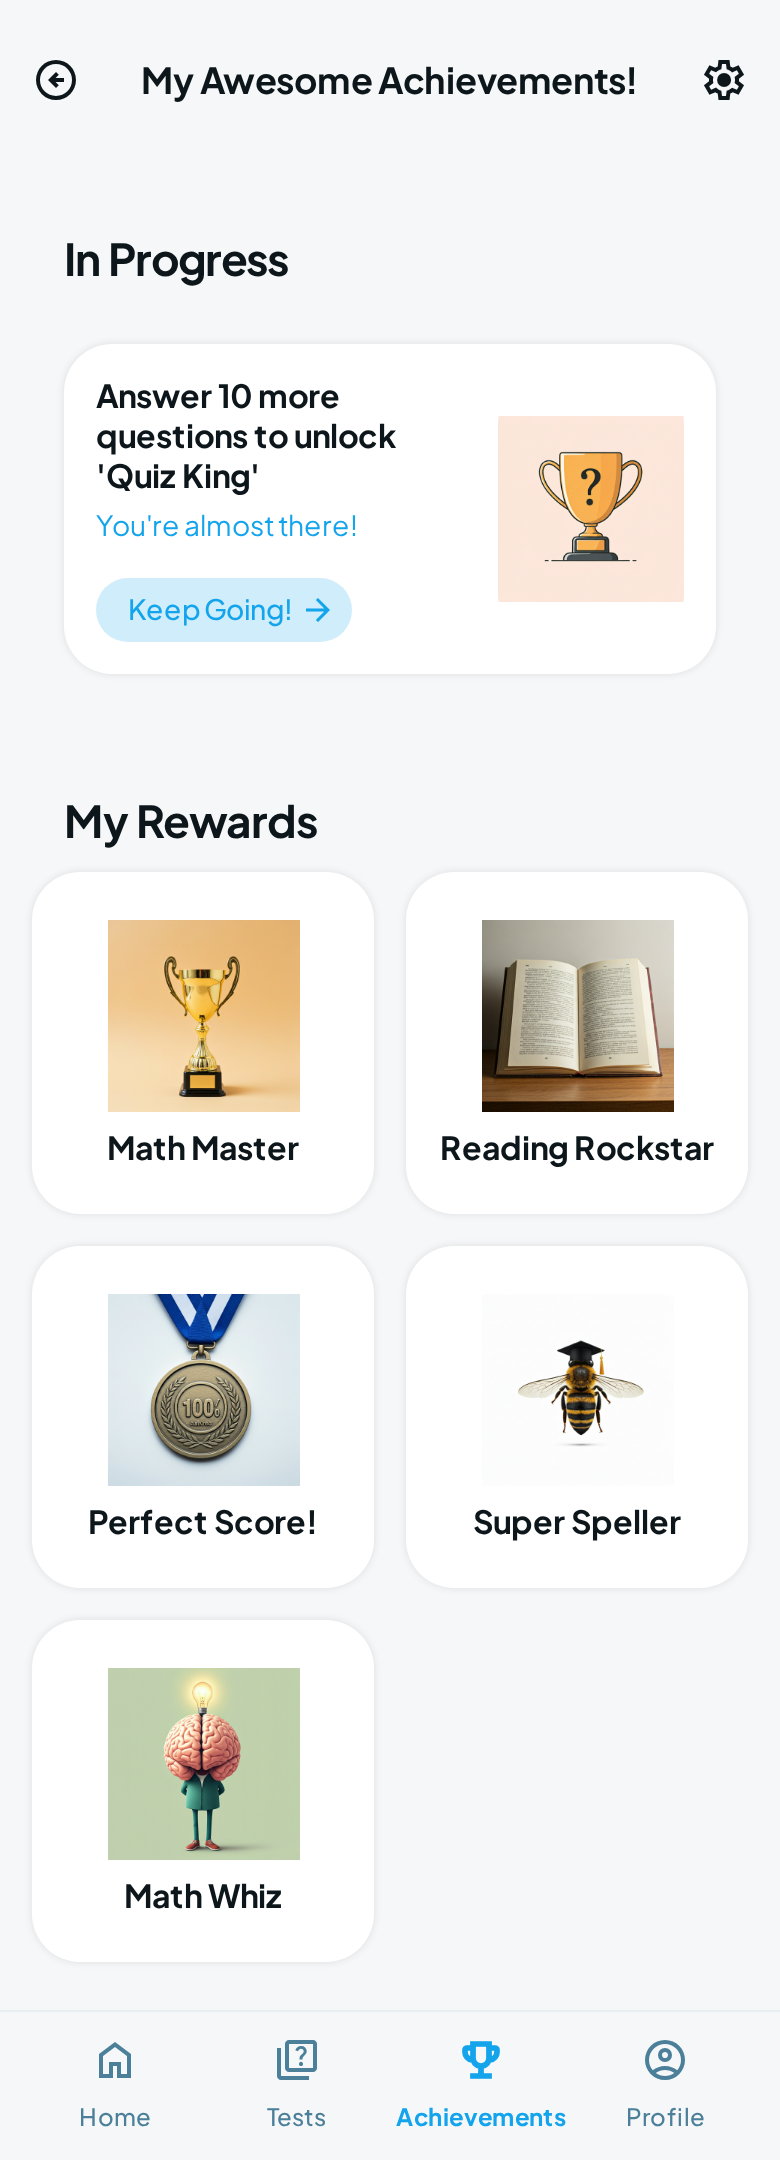 My Awesome Achievements!
In Progress
Answer 10 more
questions to unlock
'Quiz King'
You're almost there!
?
Keep Going!
My Rewards
Math Master
Reading Rockstar
100%
Perfect Score!
Super Speller
Math Whiz
?
Home
Tests
Achievements
Profile